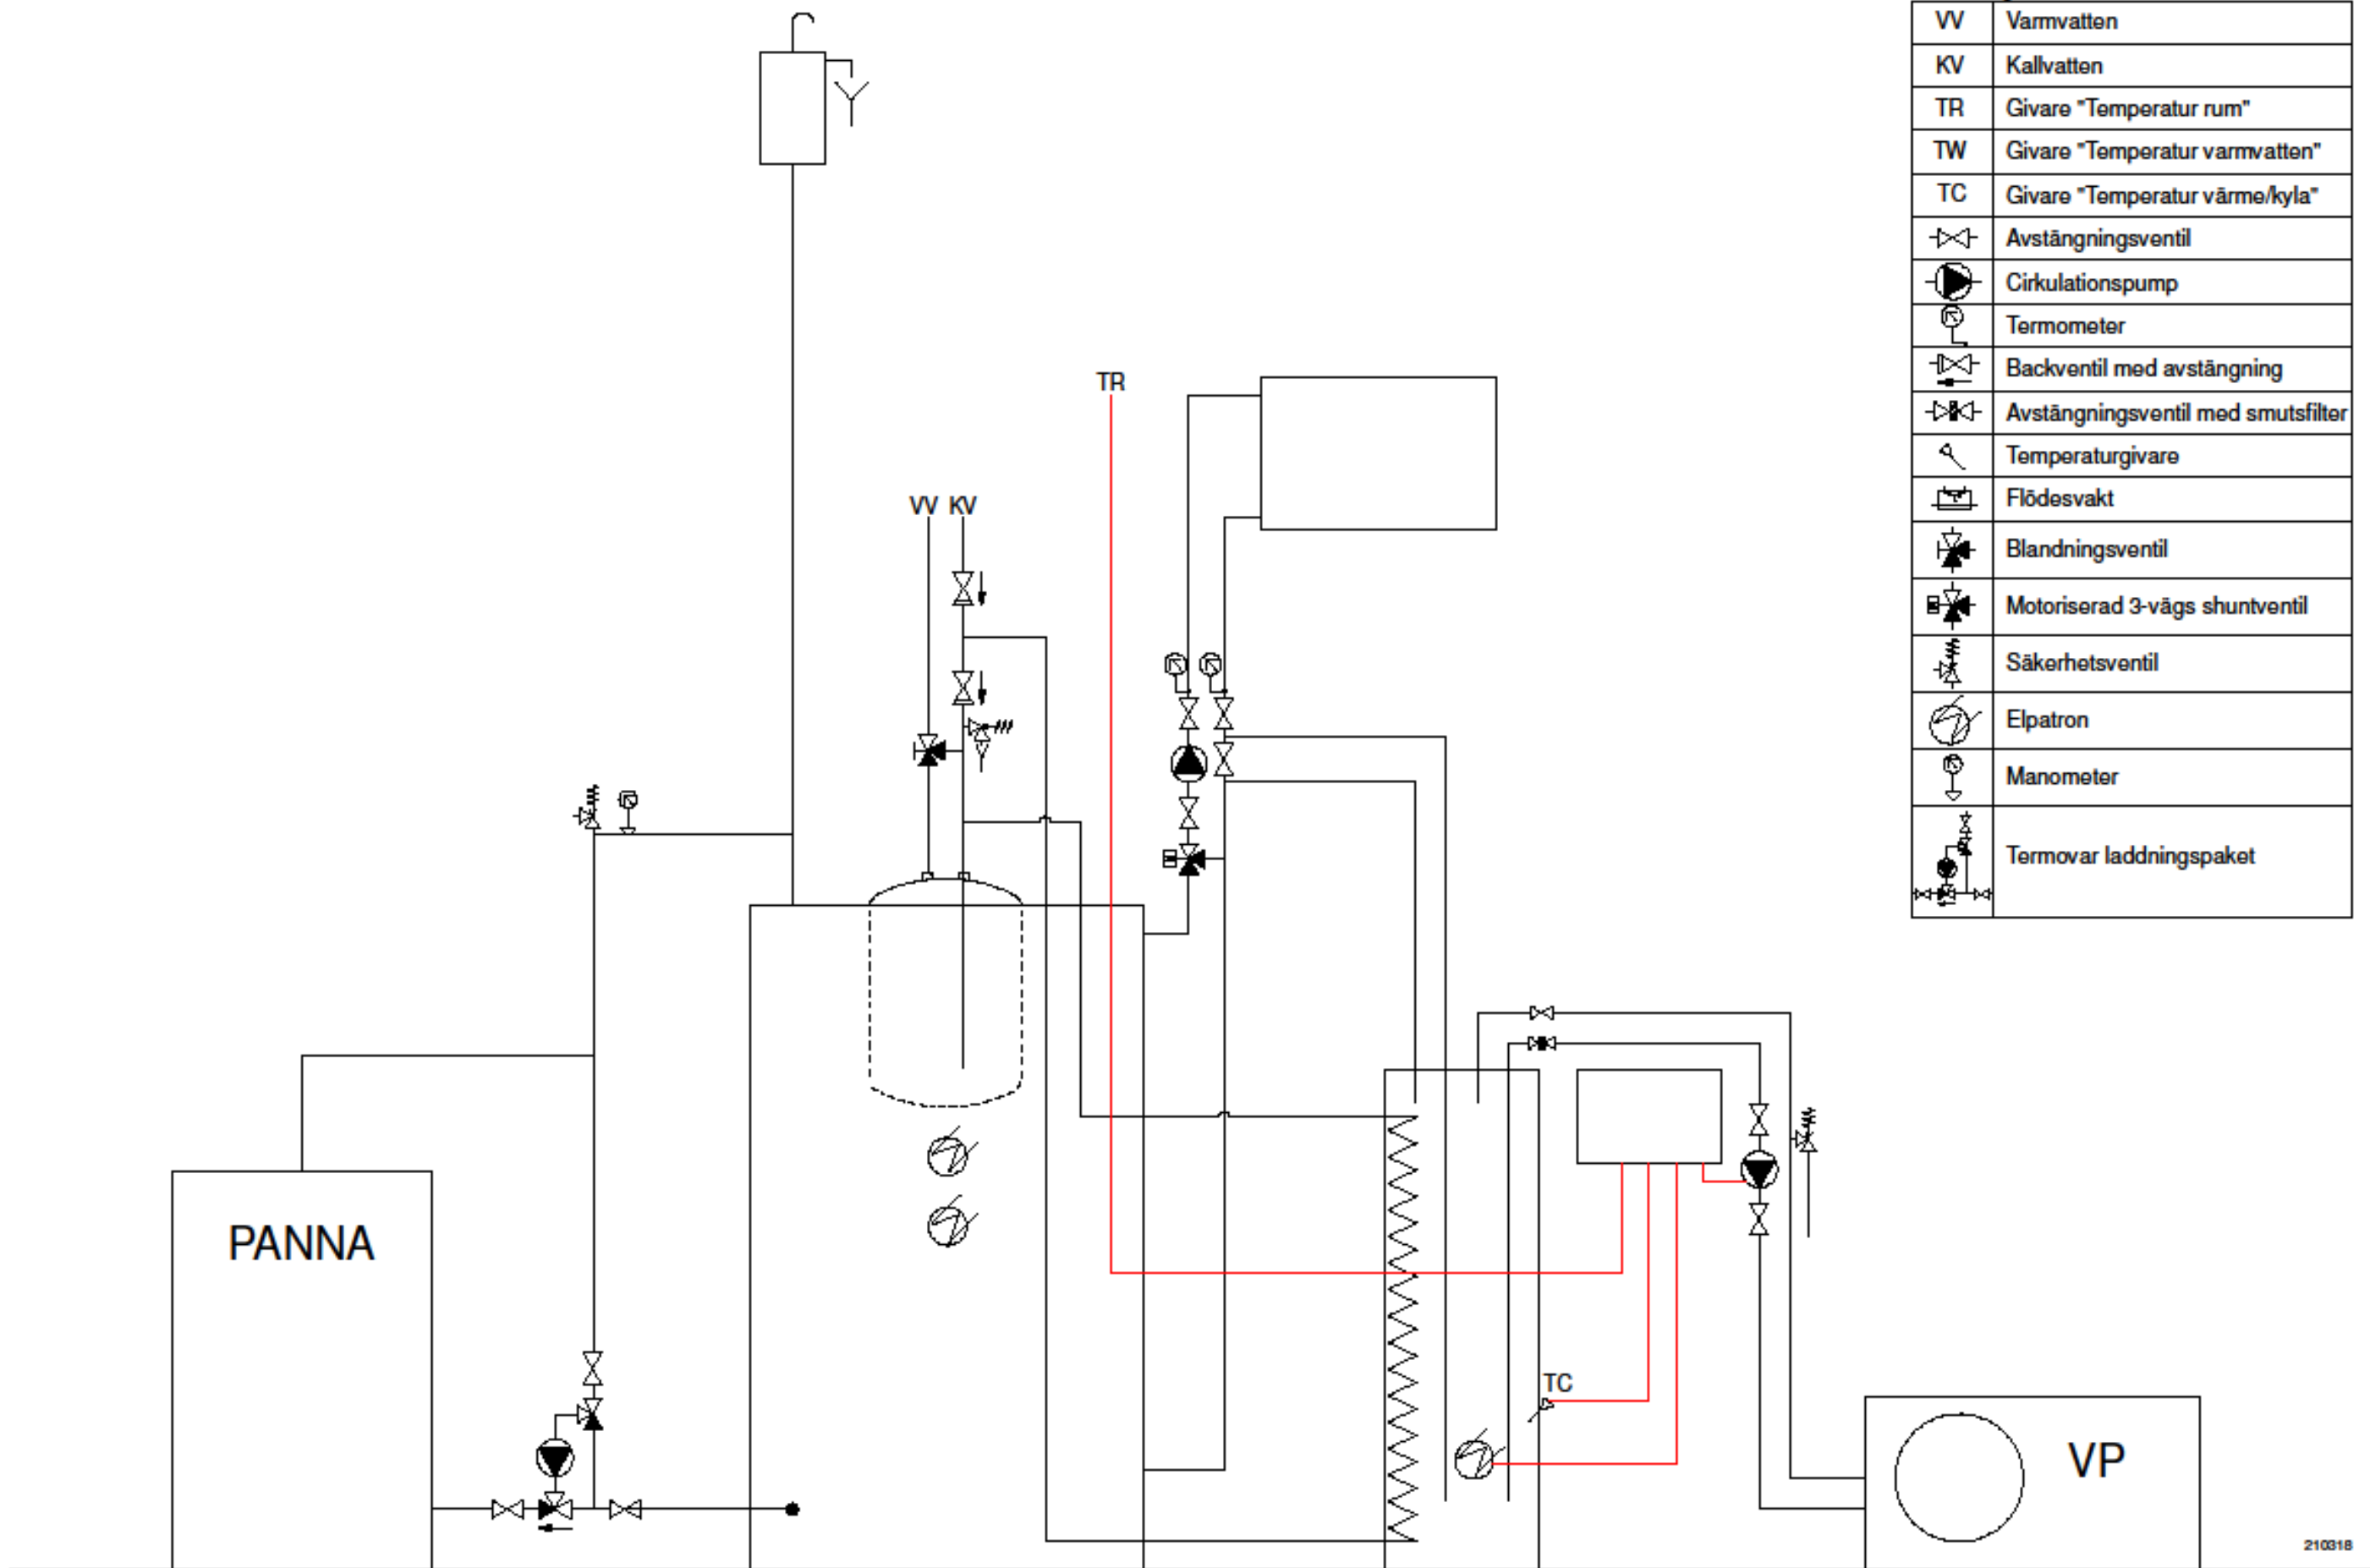 VV Varmvatten
KV Kallvatten
TR Givare "Temperatur rum"
TW Givare "Temperatur varmvatten"
TC Givare "Temperatur värme/kyla"
Avstängningsventil
Cirkulationspump
Termometer
Backventil med avstängning
Avstängningsventil med smutsfilter
Temperaturgivare
Flödesvakt
Blandningsventil
Motoriserad 3-vägs shuntventil
Säkerhetsventil
Elpatron
Manometer
Termovar laddningspaket
TR
VV KV
PANNA
TC
VP
210318